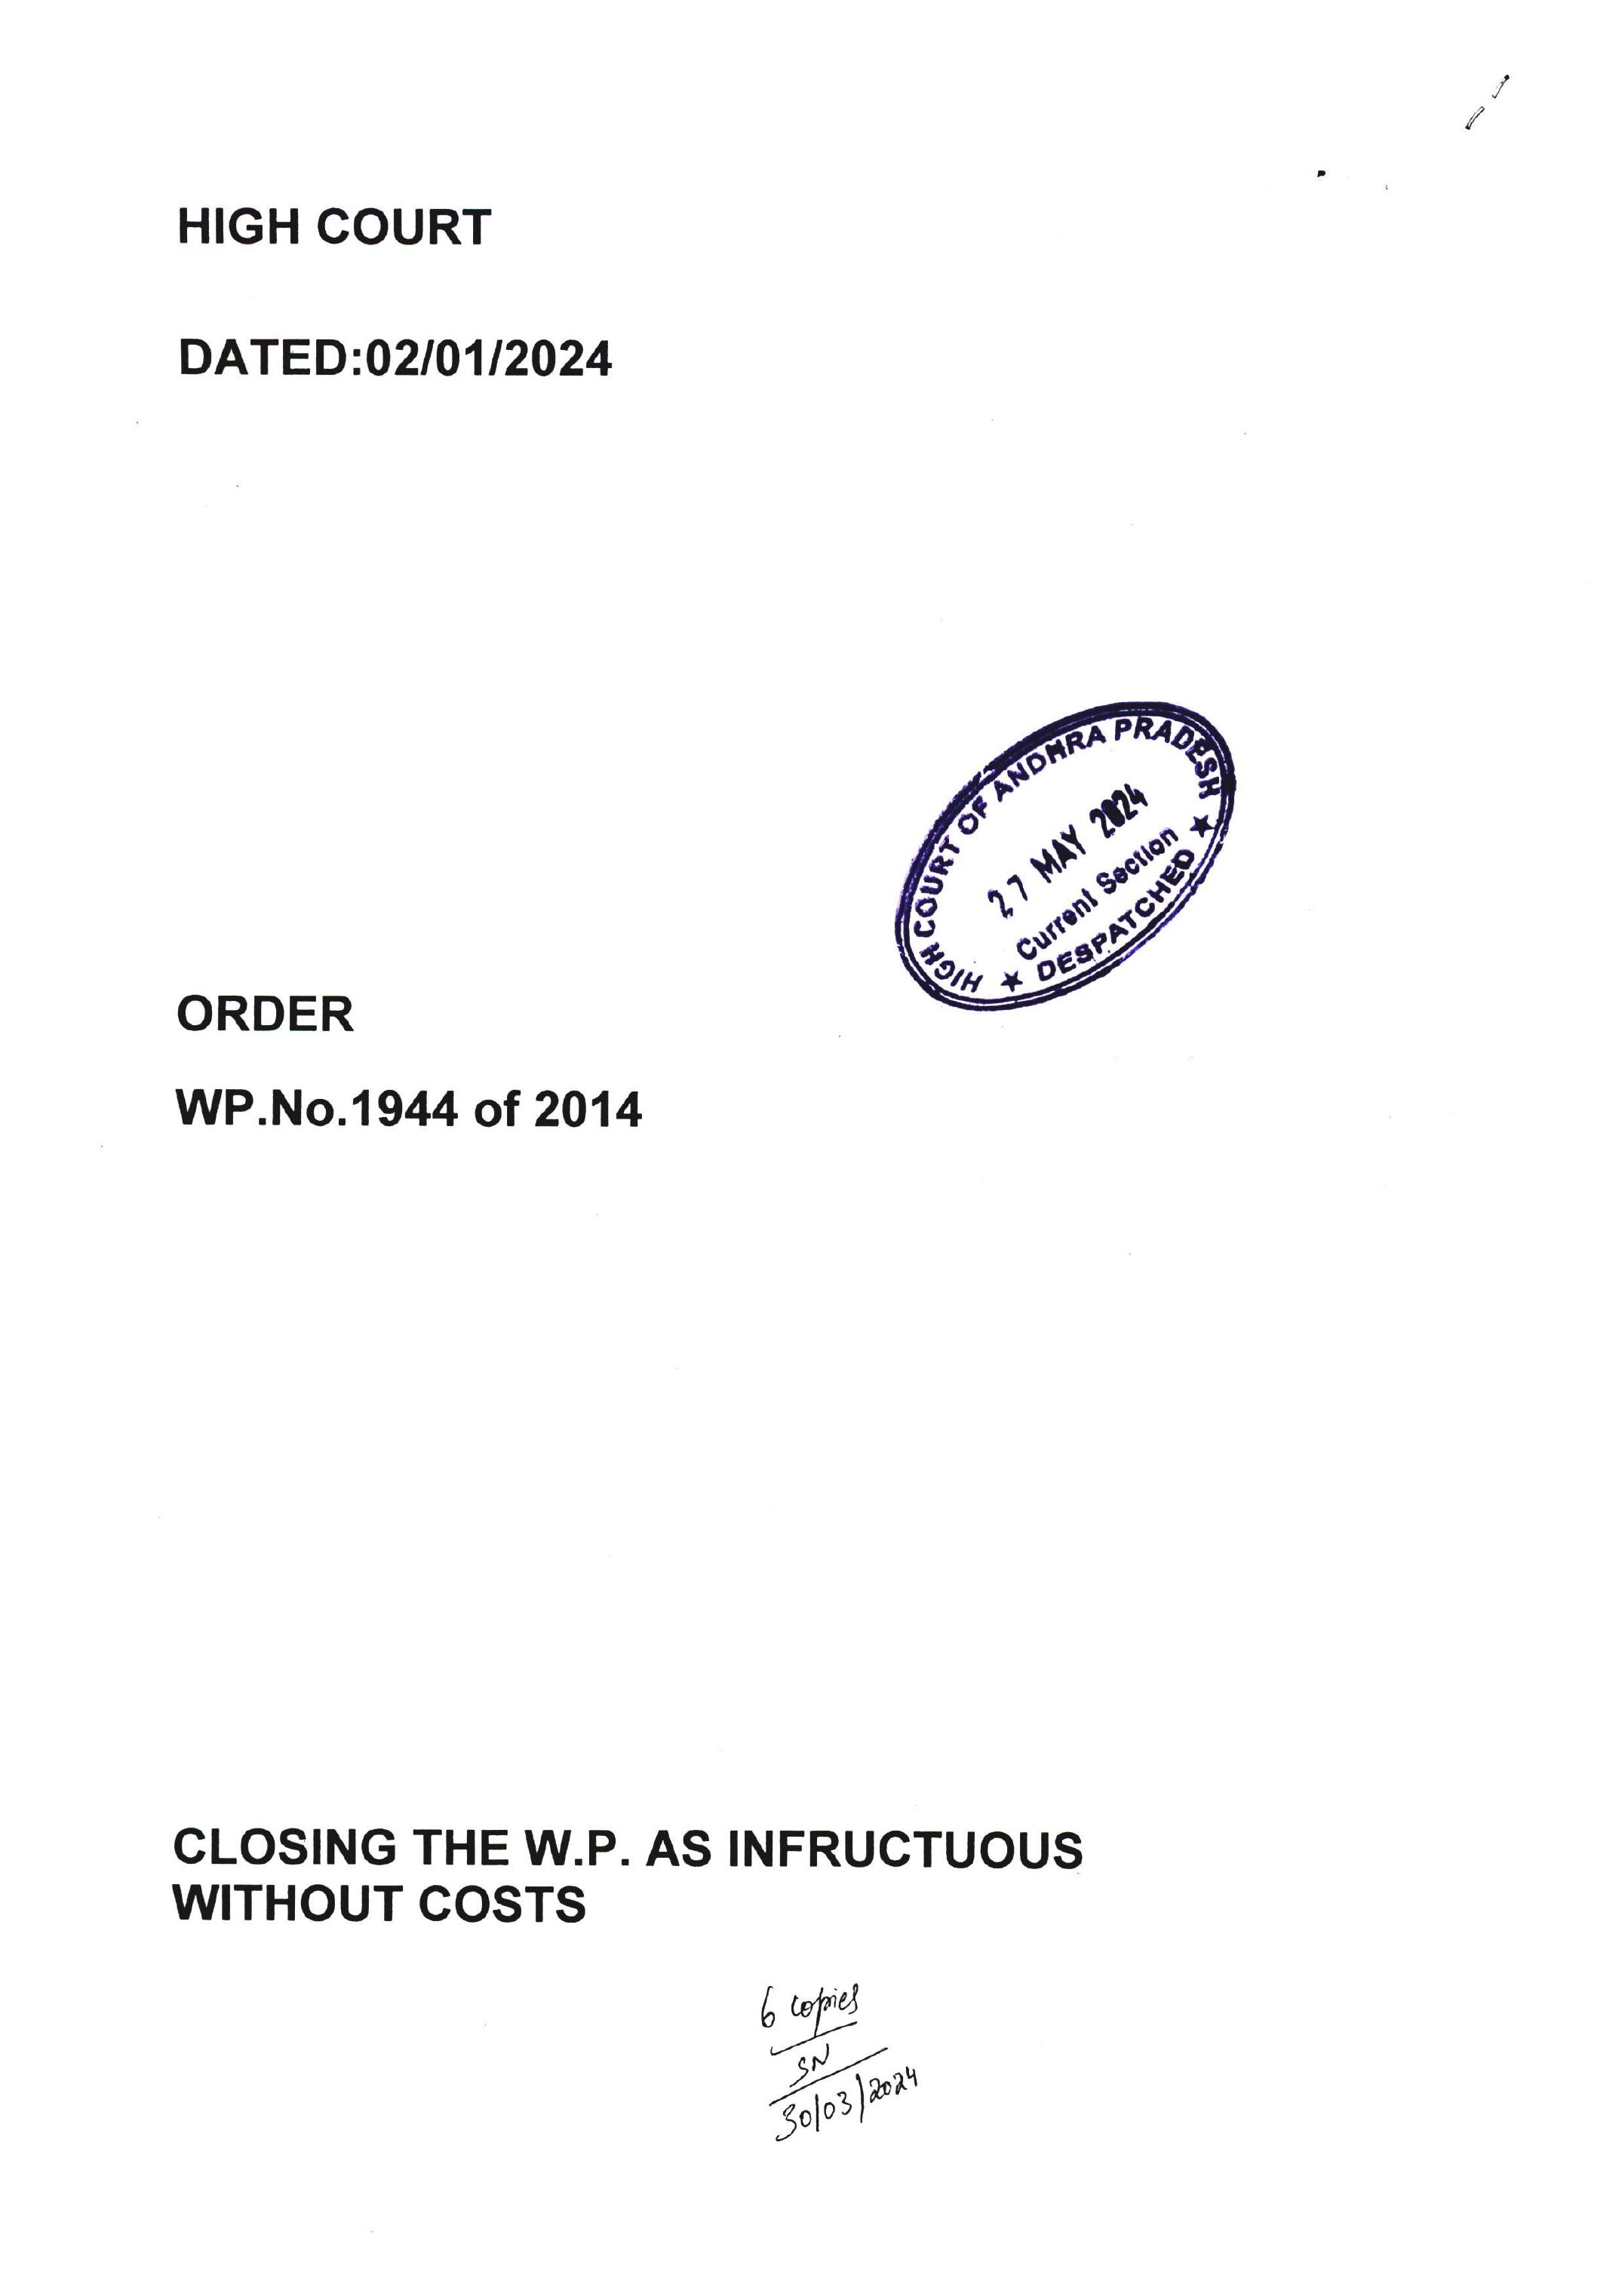 HIGH COURT
DATED:02/01/2024
HIGH COURT OF ANDHRA PRADESH
27 MAY 2024
Current Section
★ DESPATCHED ★
ORDER
WP.No.1944 of 2014
CLOSING THE W.P. AS INFRUCTUOUS
WITHOUT COSTS
6 copies
SN
30/03/2024